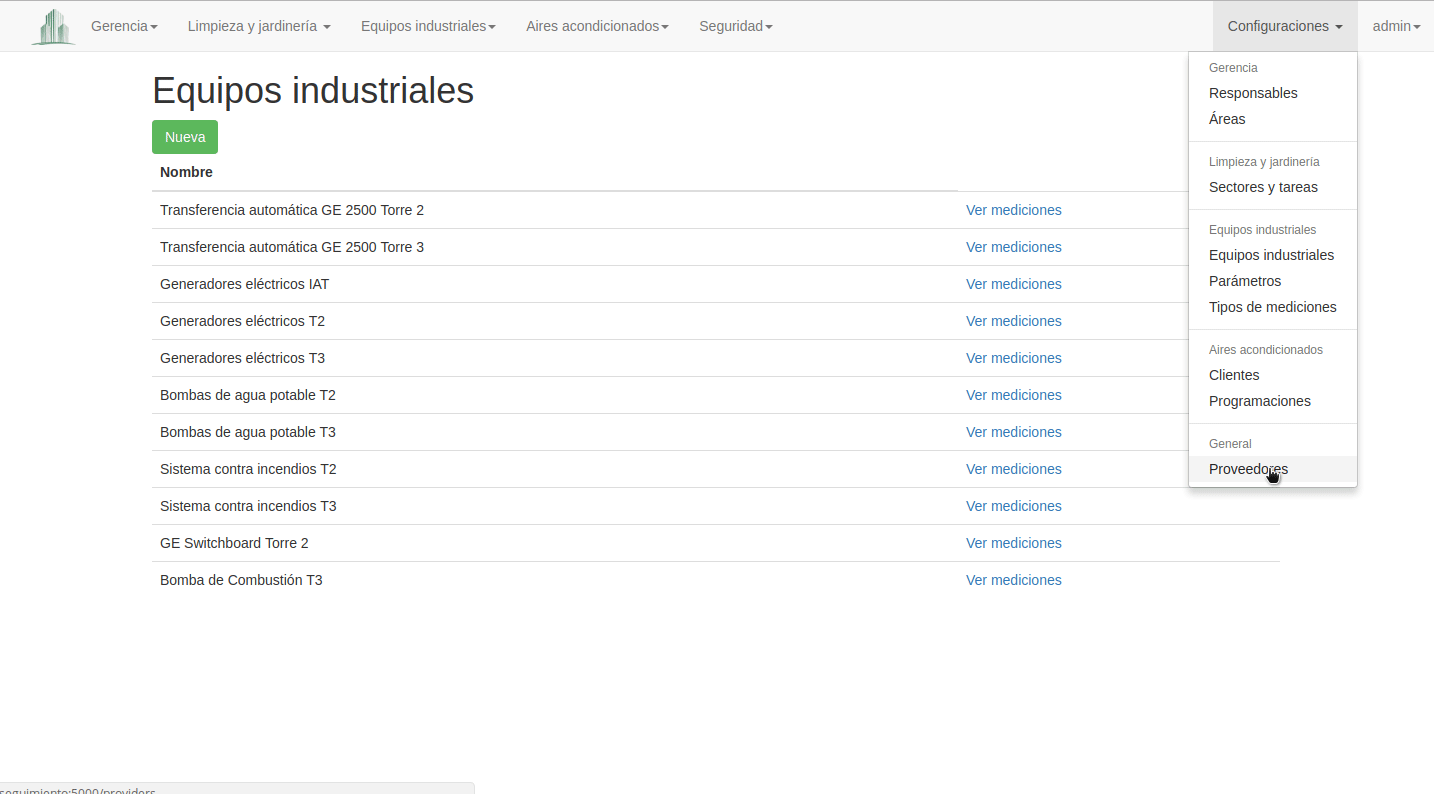 Gerencia Limpieza y jardinería Equipos industriales Aires acondicionados Seguridad Configuraciones admin
Equipos industriales
Nueva
Nombre
Transferencia automática GE 2500 Torre 2 Ver mediciones
Transferencia automática GE 2500 Torre 3 Ver mediciones
Generadores eléctricos IAT Ver mediciones
Generadores eléctricos T2 Ver mediciones
Generadores eléctricos T3 Ver mediciones
Bombas de agua potable T2 Ver mediciones
Bombas de agua potable T3 Ver mediciones
Sistema contra incendios T2 Ver mediciones
Sistema contra incendios T3 Ver mediciones
GE Switchboard Torre 2 Ver mediciones
Bomba de Combustión T3 Ver mediciones
Gerencia
Responsables
Áreas
Limpieza y jardinería
Sectores y tareas
Equipos industriales
Equipos industriales
Parámetros
Tipos de mediciones
Aires acondicionados
Clientes
Programaciones
General
Proveedores
seguimiento:5000/providers